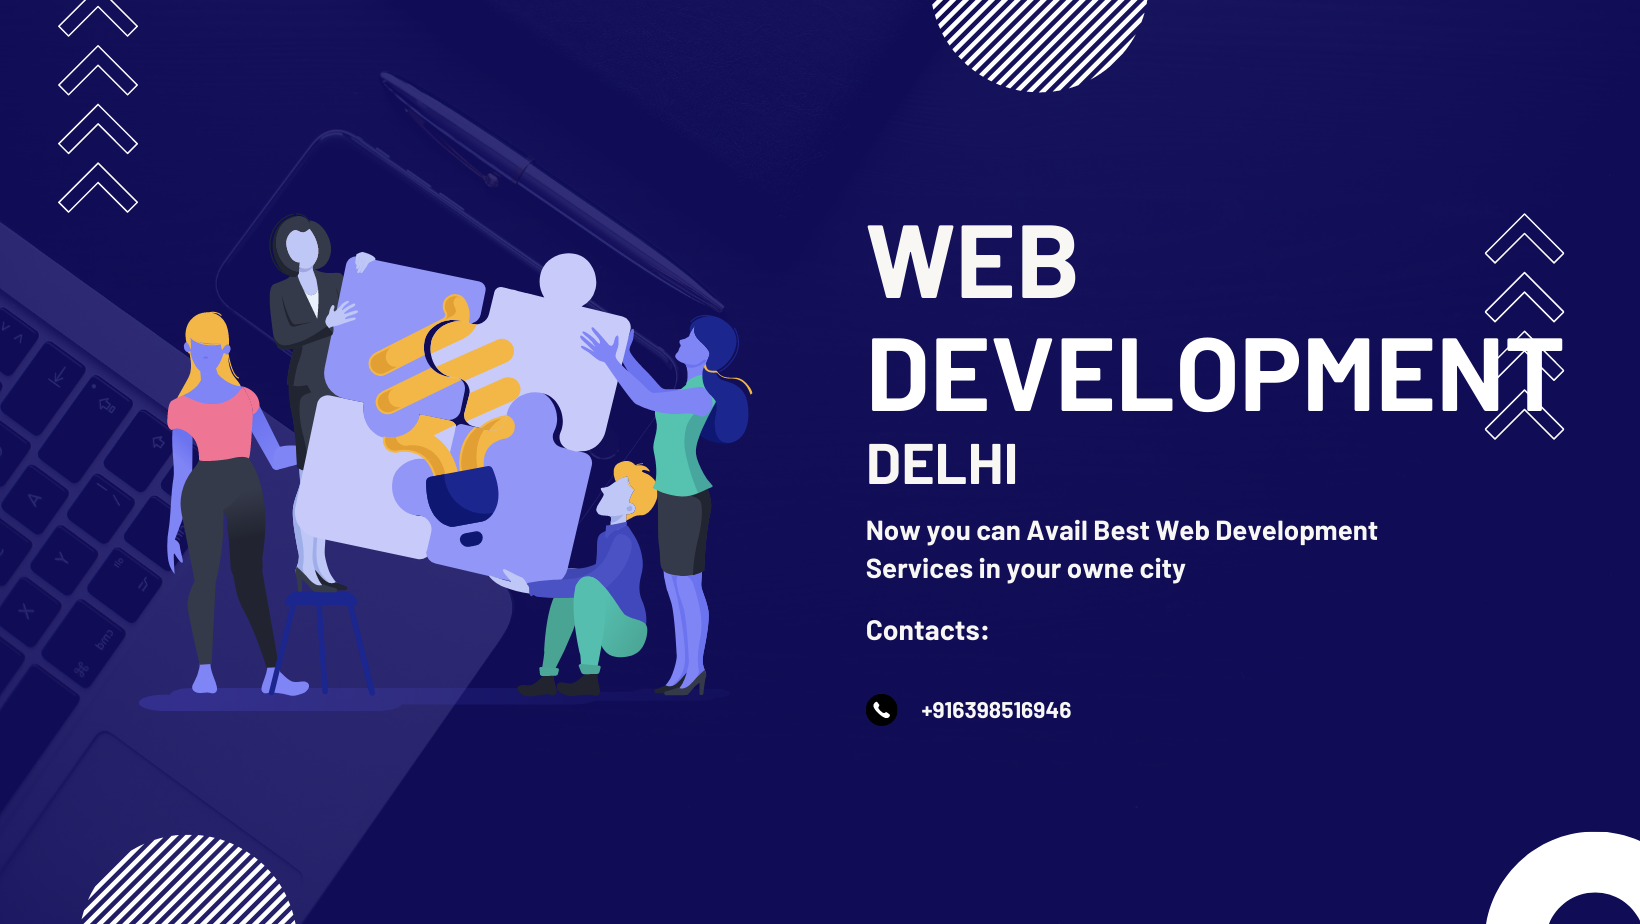 WEB
DEVELOPMENT
DELHI
Now you can Avail Best Web Development
Services in your owne city
Contacts:
+916398516946